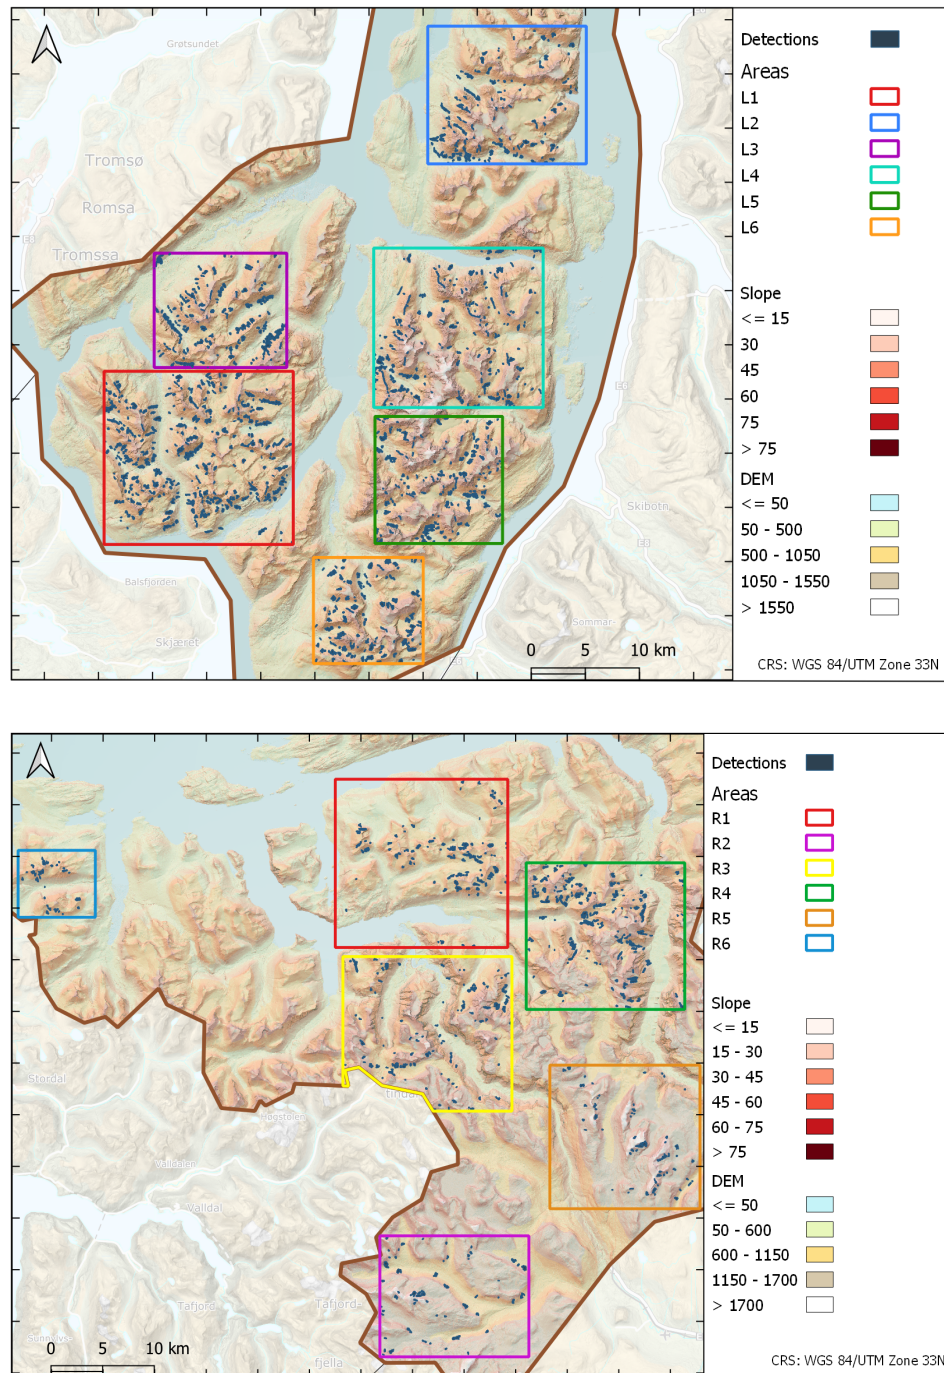 Grøtsundet
Tromsø
Romsa
Tromssa
E8
E6
Skibotn
E8
Balsfjorden
Skjæret
Sommar-
E8
0 5 10 km
Detections
Areas
L1
L2
L3
L4
L5
L6
Slope
<= 15
30
45
60
75
> 75
DEM
<= 50
50 - 500
500 - 1050
1050 - 1550
> 1550
CRS: WGS 84/UTM Zone 33N
Stordal
Valldalen
Valldal
Tafjord
Tafjord-
fjella
0 5 10 km
Detections
Areas
R1
R2
R3
R4
R5
R6
Slope
<= 15
15 - 30
30 - 45
45 - 60
60 - 75
> 75
DEM
<= 50
50 - 600
600 - 1150
1150 - 1700
> 1700
CRS: WGS 84/UTM Zone 33N